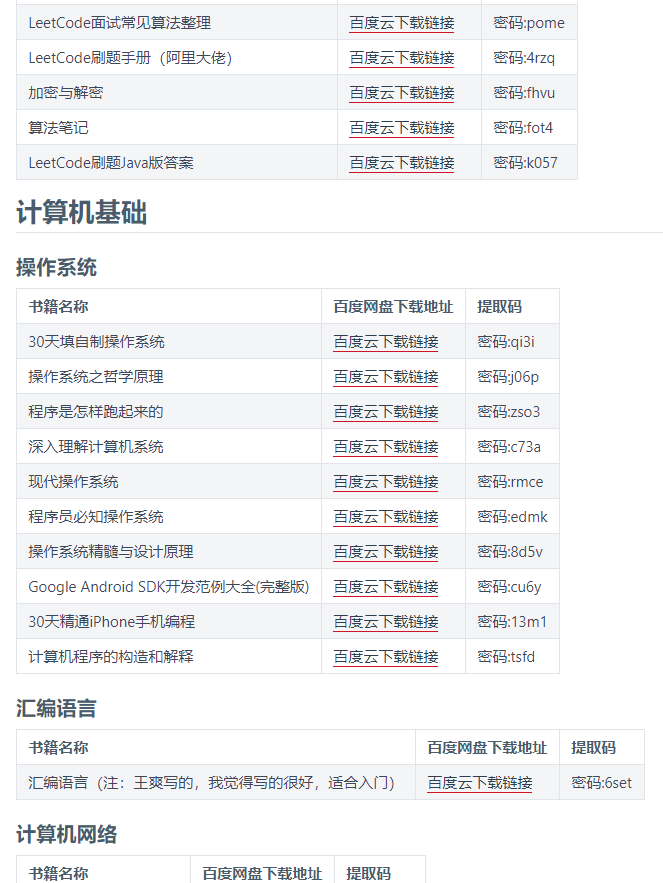 LeetCode面试常见算法整理 百度云下载链接 密码:pome
LeetCode刷题手册（阿里大佬） 百度云下载链接 密码:4rzq
加密与解密 百度云下载链接 密码:fhvu
算法笔记 百度云下载链接 密码:fot4
LeetCode刷题Java版答案 百度云下载链接 密码:k057
计算机基础
操作系统
书籍名称 百度网盘下载地址 提取码
30天填自制操作系统 百度云下载链接 密码:qi3i
操作系统之哲学原理 百度云下载链接 密码:j06p
程序是怎样跑起来的 百度云下载链接 密码:zso3
深入理解计算机系统 百度云下载链接 密码:c73a
现代操作系统 百度云下载链接 密码:rmce
程序员必知操作系统 百度云下载链接 密码:edmk
操作系统精髓与设计原理 百度云下载链接 密码:8d5v
Google Android SDK开发范例大全(完整版) 百度云下载链接 密码:cu6y
30天精通iPhone手机编程 百度云下载链接 密码:13m1
计算机程序的构造和解释 百度云下载链接 密码:tsfd
汇编语言
书籍名称 百度网盘下载地址 提取码
汇编语言（注：王爽写的，我觉得写的很好，适合入门） 百度云下载链接 密码:6set
计算机网络
书籍名称 百度网盘下载地址 提取码